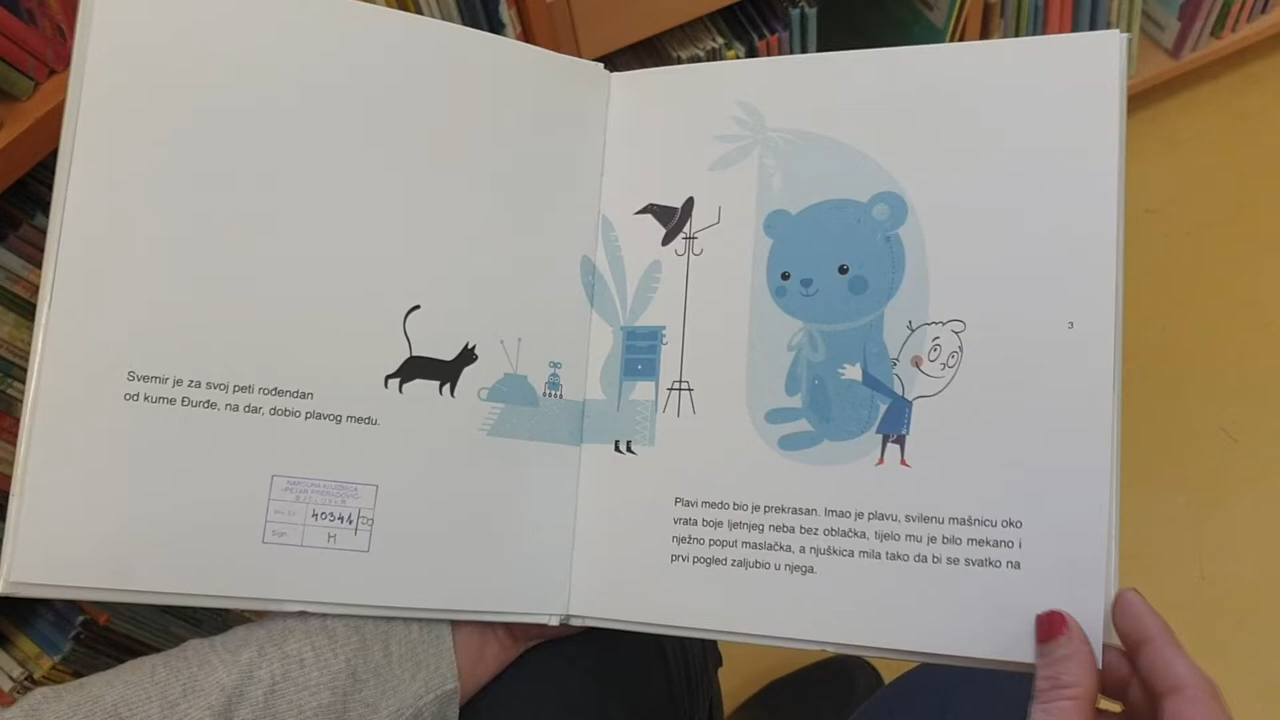 Svemir je za svoj peti rođendan
od kume Đurđe, na dar, dobio plavog medu.
NARODNA KNJIŽNICA
"PETAR PRERADOVIĆ"
BJELOVAR
40344/DO
Sign.
M
3
Plavi medo bio je prekrasan. Imao je plavu, svilenu mašnicu oko
vrata boje ljetnjeg neba bez oblačka, tijelo mu je bilo mekano i
nježno poput maslačka, a njuškica mila tako da bi se svatko na
prvi pogled zaljubio u njega.